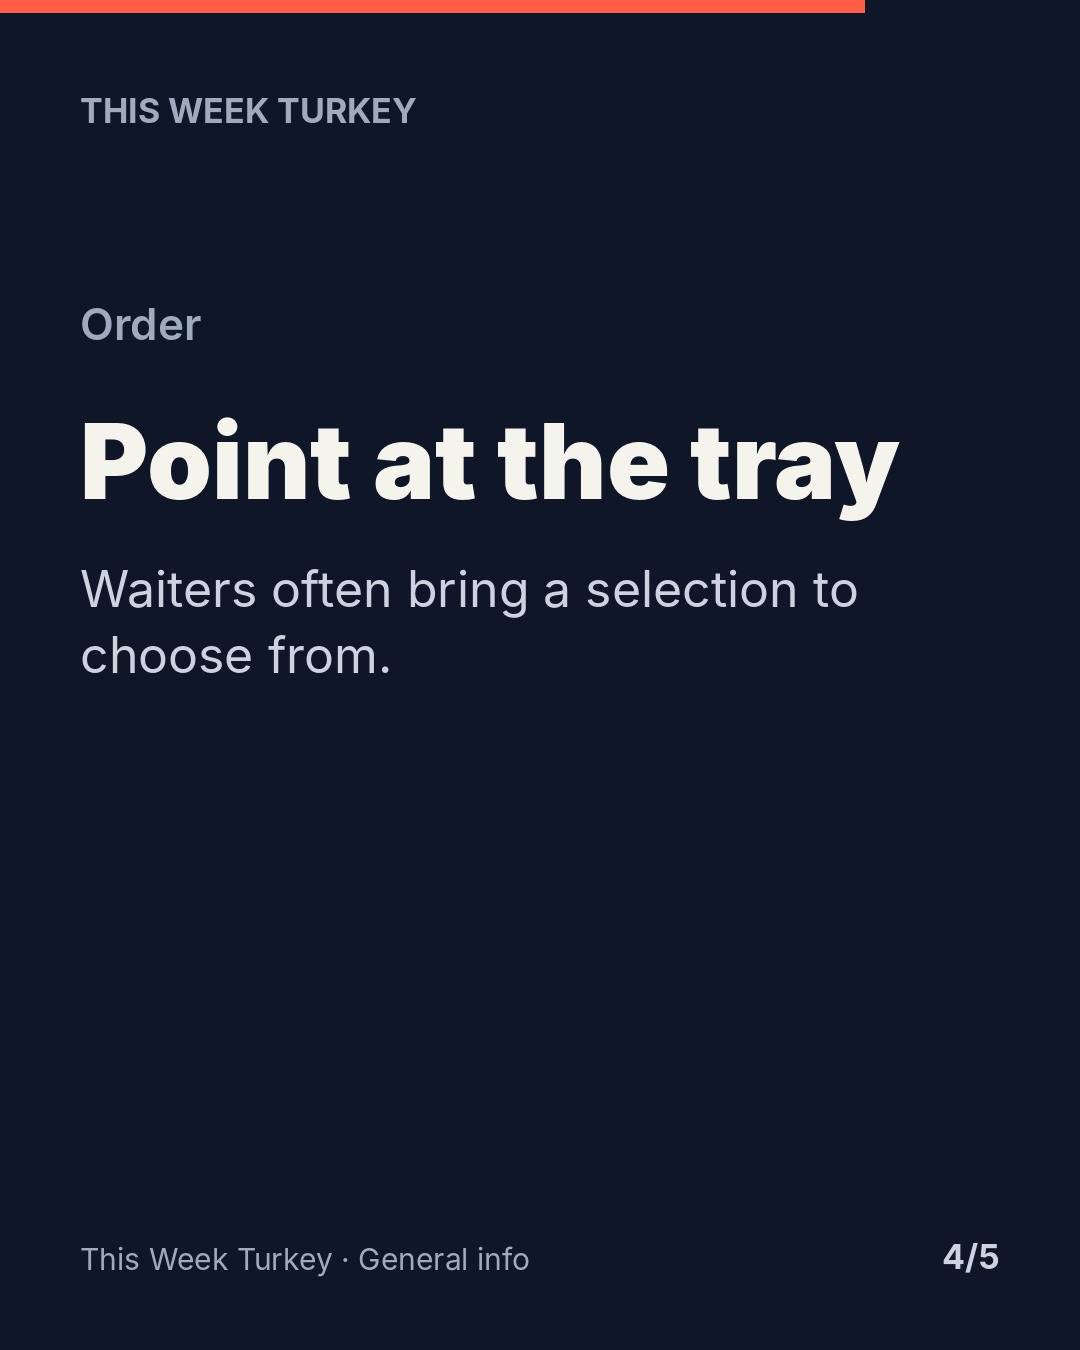 THIS WEEK TURKEY
Order
Point at the tray
Waiters often bring a selection to
choose from.
This Week Turkey · General info
4/5